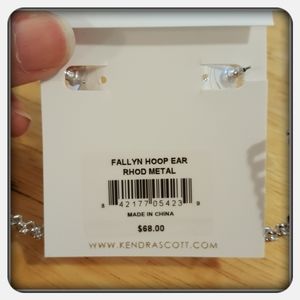 FALLYN HOOP EAR
RHOD METAL
8 42177 05423 9
MADE IN CHINA
$68.00
WWW.KENDRASCOTT.COM